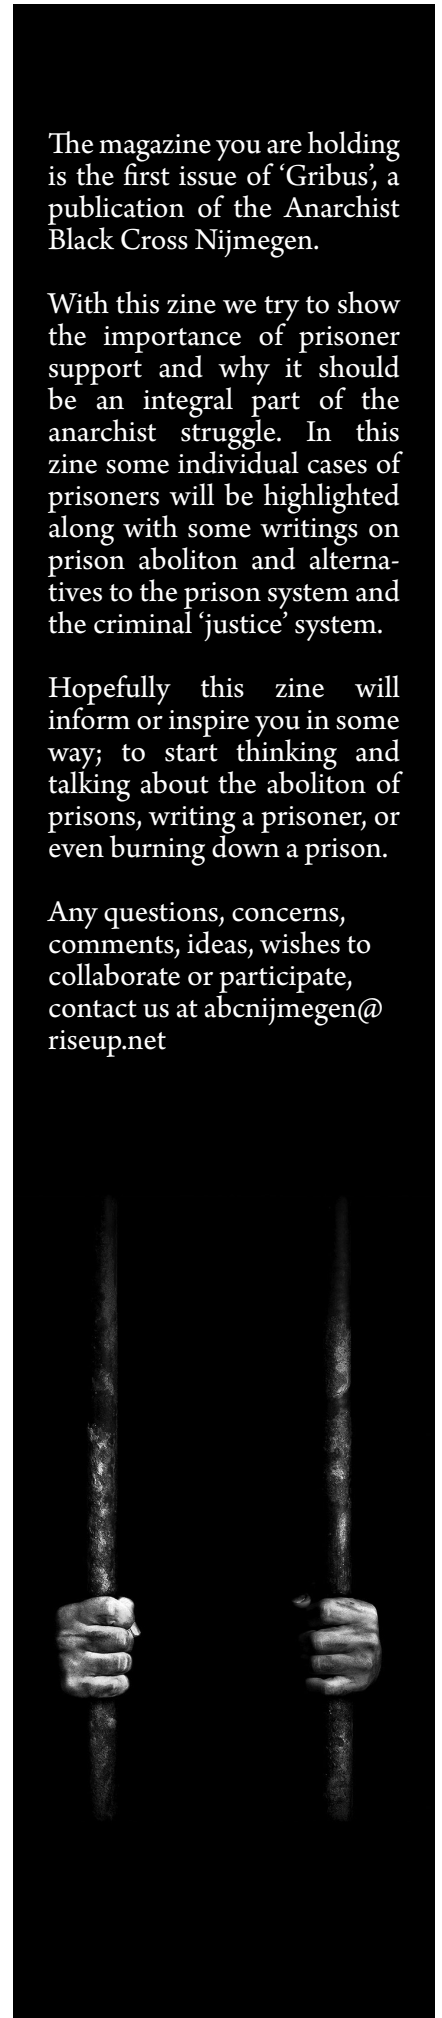 The magazine you are holding
is the first issue of ‘Gribus’, a
publication of the Anarchist
Black Cross Nijmegen.
With this zine we try to show
the importance of prisoner
support and why it should
be an integral part of the
anarchist struggle. In this
zine some individual cases of
prisoners will be highlighted
along with some writings on
prison aboliton and alterna-
tives to the prison system and
the criminal ‘justice’ system.
Hopefully this zine will
inform or inspire you in some
way; to start thinking and
talking about the aboliton of
prisons, writing a prisoner, or
even burning down a prison.
Any questions, concerns,
comments, ideas, wishes to
collaborate or participate,
contact us at abcnijmegen@
riseup.net